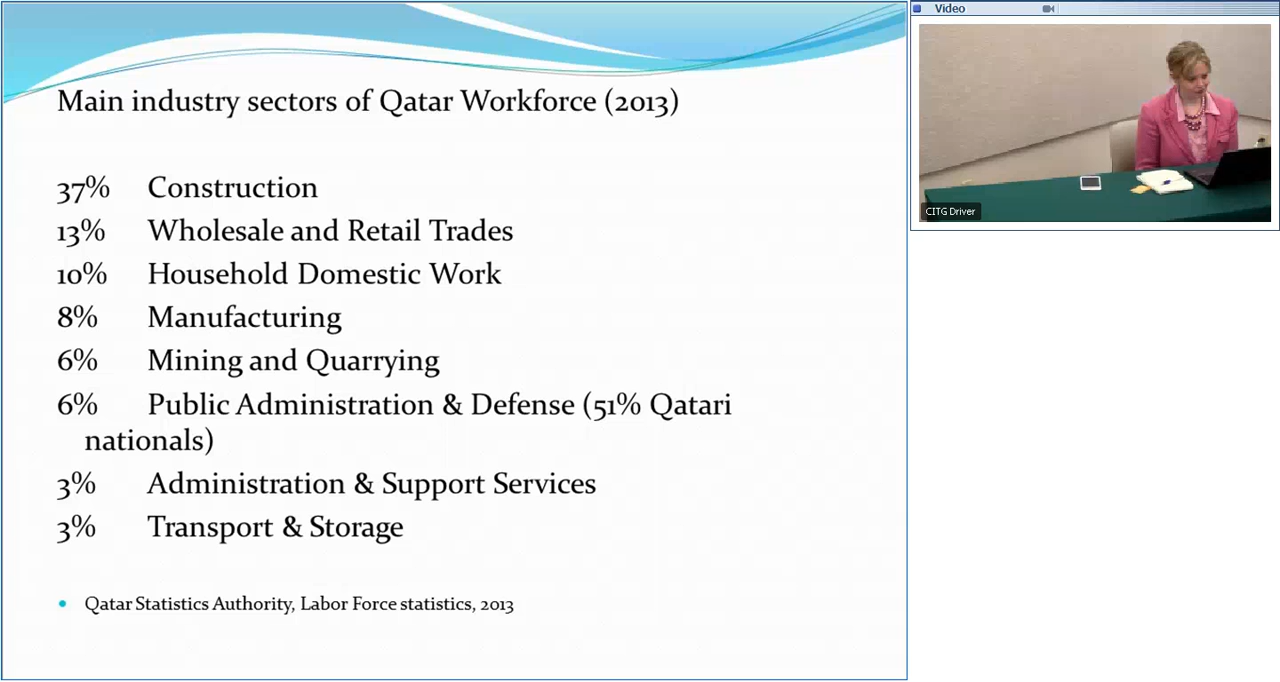 Main industry sectors of Qatar Workforce (2013)
37% Construction
13% Wholesale and Retail Trades
10% Household Domestic Work
8% Manufacturing
6% Mining and Quarrying
6% Public Administration & Defense (51% Qatari
nationals)
3% Administration & Support Services
3% Transport & Storage
• Qatar Statistics Authority, Labor Force statistics, 2013
Video
CITG Driver